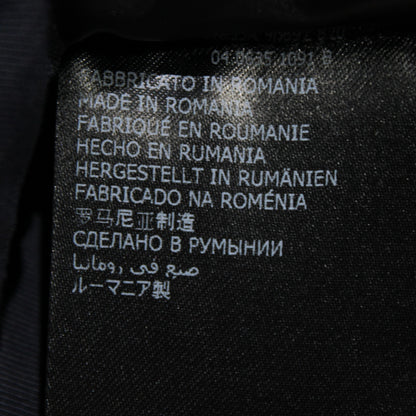 FABBRICATO IN ROMANIA
MADE IN ROMANIA
FABRIQUÉ EN ROUMANIE
HECHO EN RUMANIA
HERGESTELLT IN RUMÄNIEN
FABRICADO NA ROMÉNIA
罗马尼亚制造
СДЕЛАНО В РУМЫНИИ
صنع في رومانيا
ルーマニア製